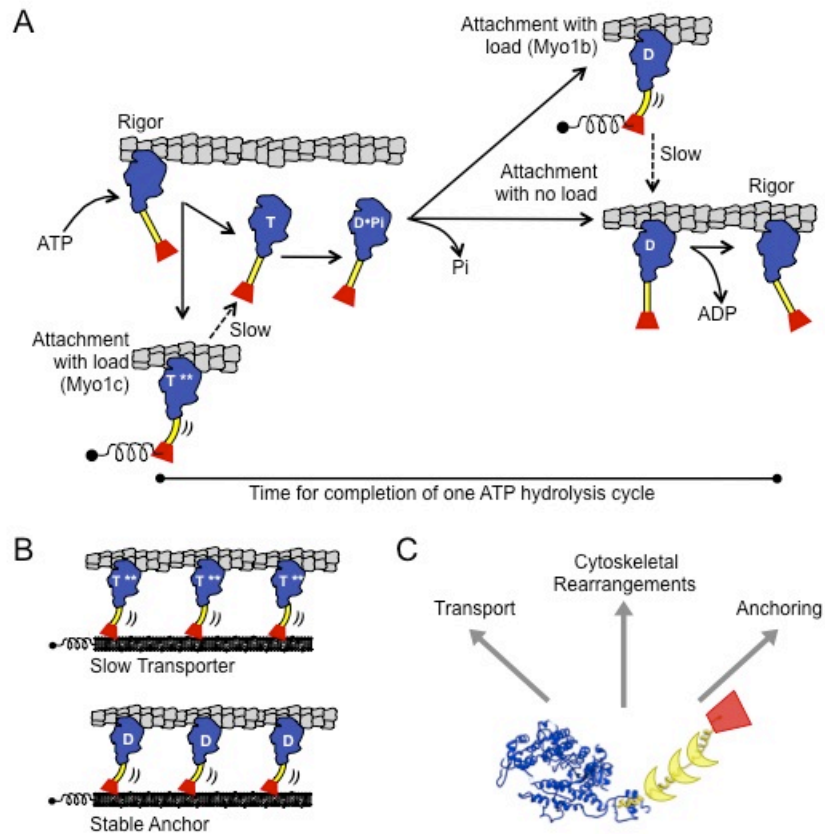 A
Attachment with
load (Myo1b)
D
Rigor
Slow
Attachment
with no load
Rigor
T
D•Pi
ATP
D
Pi
ADP
Slow
Attachment
with load
(Myo1c)
T **
Time for completion of one ATP hydrolysis cycle
B
T **
T **
T **
Slow Transporter
D
D
D
Stable Anchor
C
Cytoskeletal
Rearrangements
Transport
Anchoring